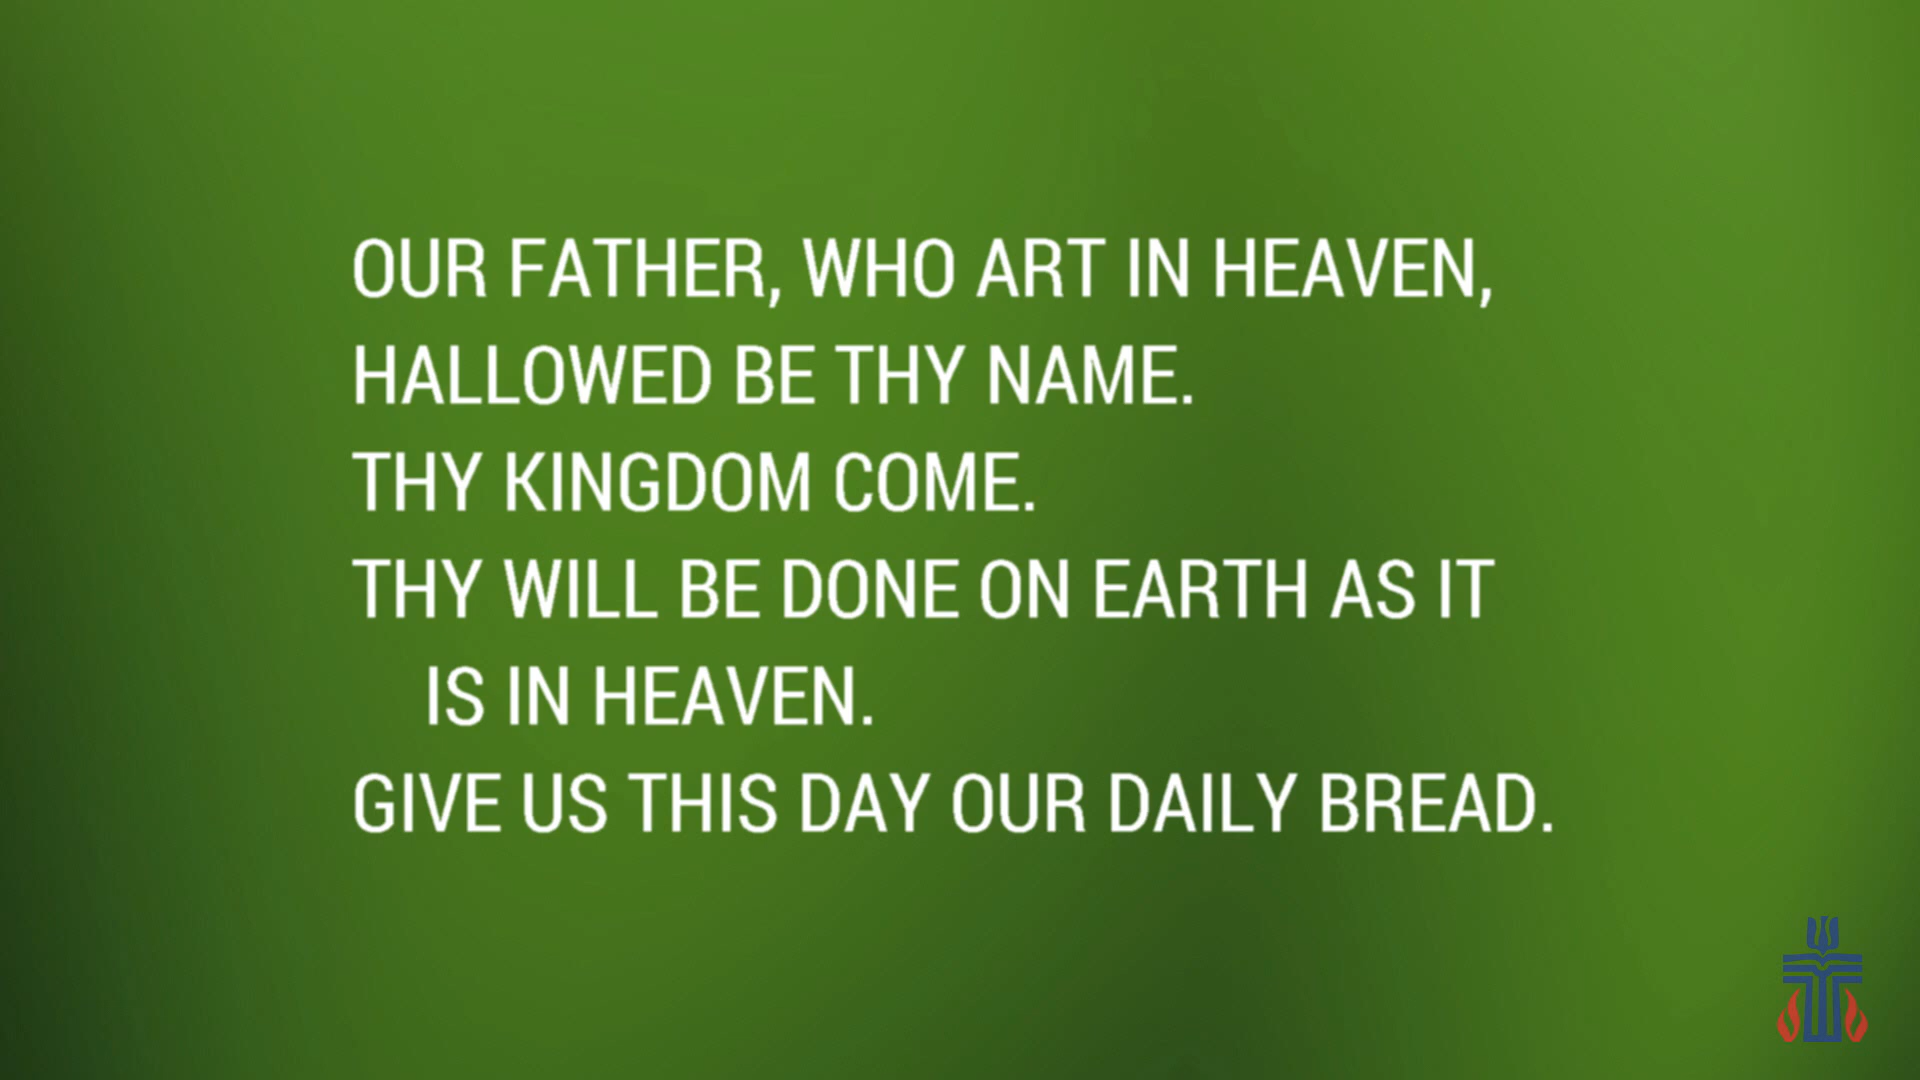 OUR FATHER, WHO ART IN HEAVEN,
HALLOWED BE THY NAME.
THY KINGDOM COME.
THY WILL BE DONE ON EARTH AS IT
IS IN HEAVEN.
GIVE US THIS DAY OUR DAILY BREAD.